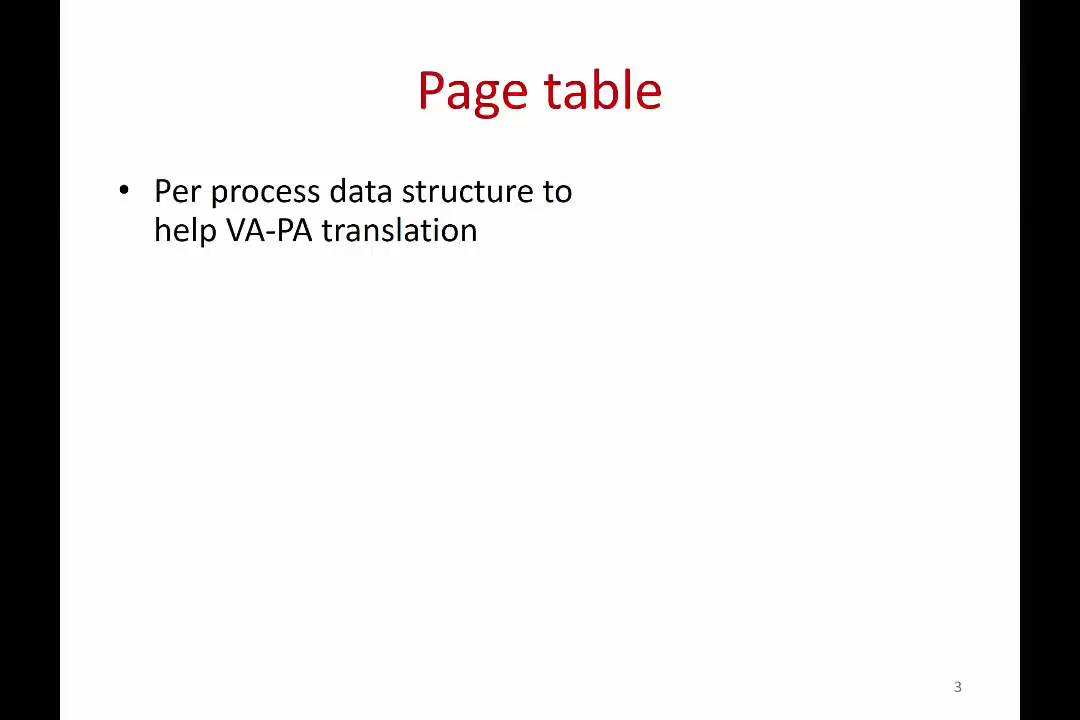 Page table
• Per process data structure to
help VA-PA translation
3